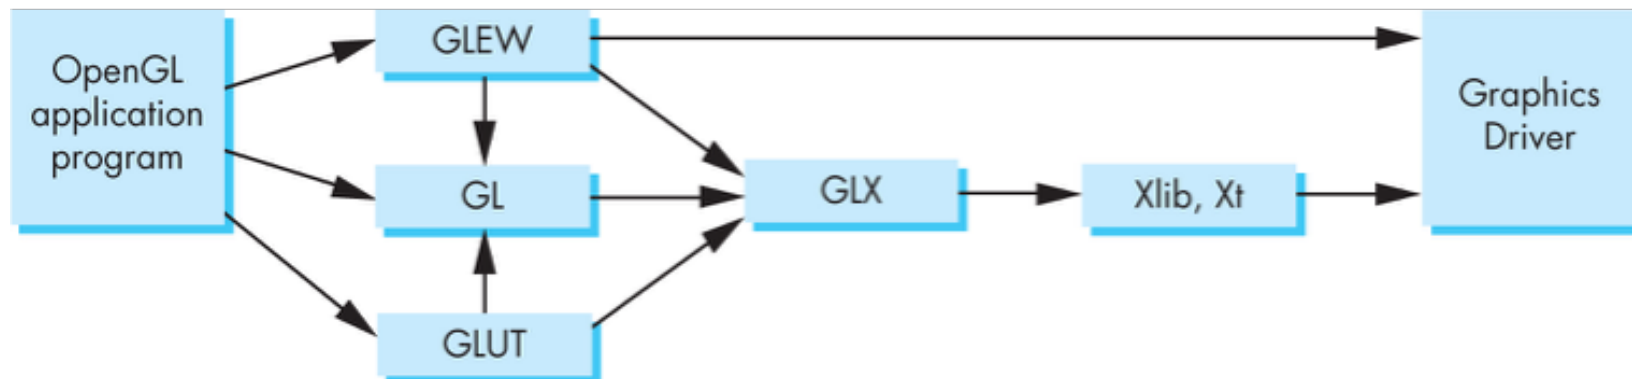 OpenGL
application
program
GLEW
GL
GLUT
GLX
Xlib, Xt
Graphics
Driver